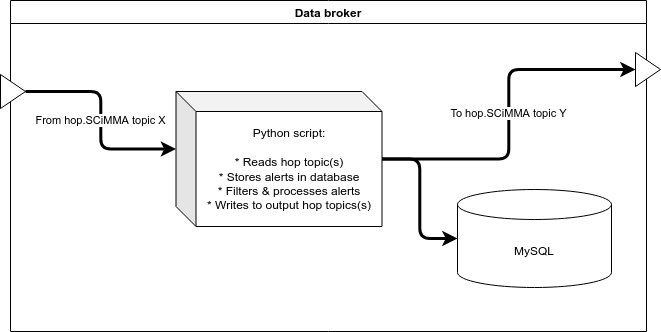 Data broker
From hop.SCiMMA topic X
Python script:
* Reads hop topic(s)
* Stores alerts in database
* Filters & processes alerts
* Writes to output hop topics(s)
To hop.SCiMMA topic Y
MySQL